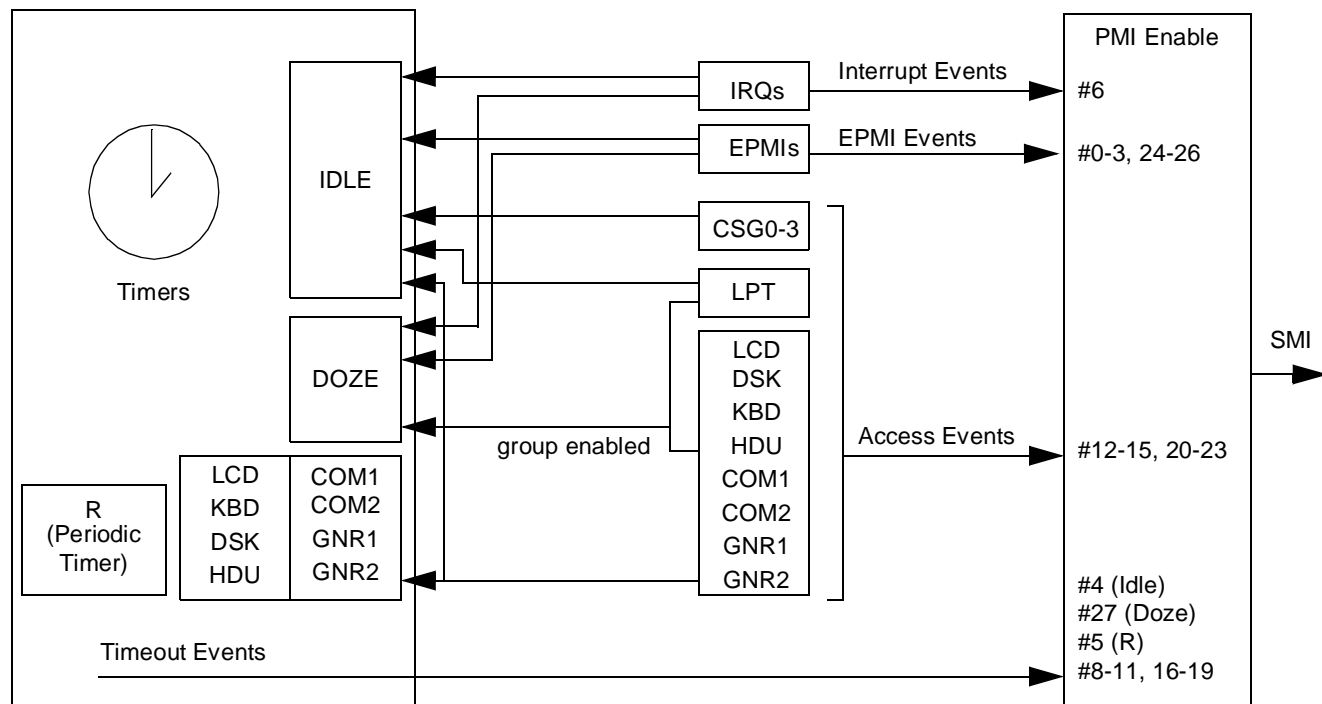 PMI Enable
IRQs
Interrupt Events
#6
EPMIs
EPMI Events
#0-3, 24-26
IDLE
CSG0-3
Timers
LPT
DOZE
LCD
DSK
KBD
HDU
COM1
COM2
GNR1
GNR2
group enabled
Access Events
#12-15, 20-23
SMI
R
(Periodic
Timer)
LCD
KBD
DSK
HDU
COM1
COM2
GNR1
GNR2
#4 (Idle)
#27 (Doze)
#5 (R)
#8-11, 16-19
Timeout Events